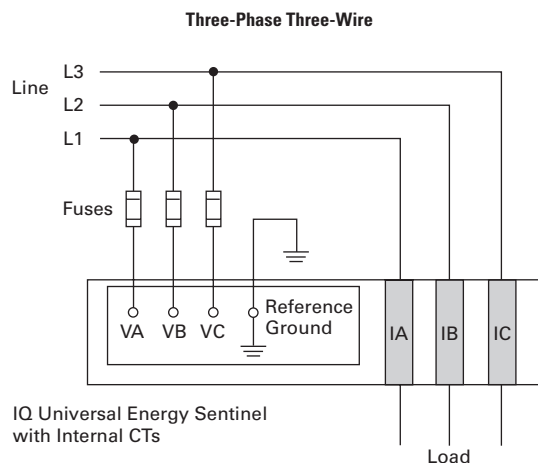 Three-Phase Three-Wire
L3
Line
L2
L1
Fuses
Reference
Ground
VA VB VC
IA IB IC
IQ Universal Energy Sentinel
with Internal CTs
Load